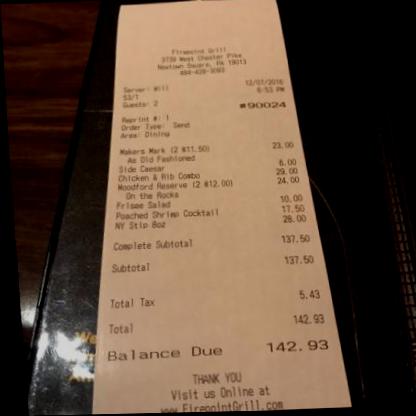 Firepoint Grill
3739 West Chester Pike
Newtown Square, PA 19013
484-428-3093
Server: Will 12/07/2016
53/1 6:53 PM
Guests: 2 #90024
Reprint #: 1
Order Type: Send
Area: Dining
Makers Mark (2 @11.50) 23.00
As Old Fashioned
Side Caesar 6.00
Chicken & Rib Combo 29.00
Woodford Reserve (2 @12.00) 24.00
On the Rocks
Frisee Salad 10.00
Poached Shrimp Cocktail 17.50
NY Stip 8oz 28.00
Complete Subtotal 137.50
Subtotal 137.50
Total Tax 5.43
Total 142.93
Balance Due 142.93
THANK YOU
Visit us Online at
www.FirepointGrill.com